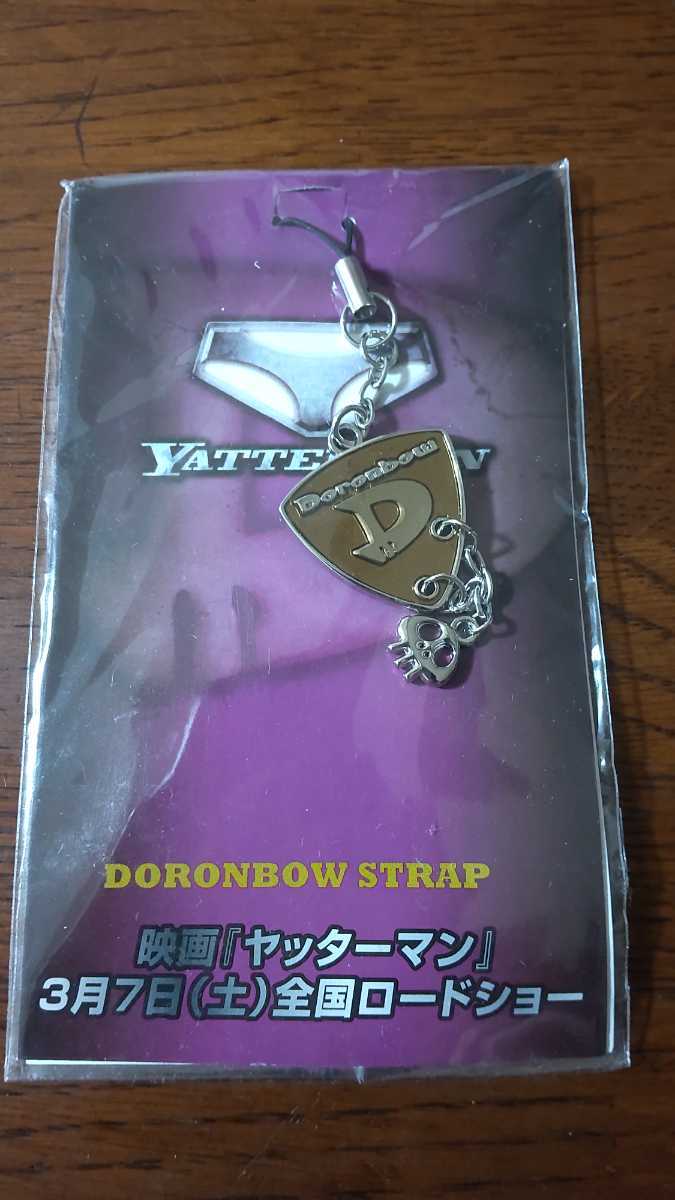 YATTE
N
Doronbow
D
DORONBOW STRAP
映画『ヤッターマン』
3月7日(土)全国ロードショー